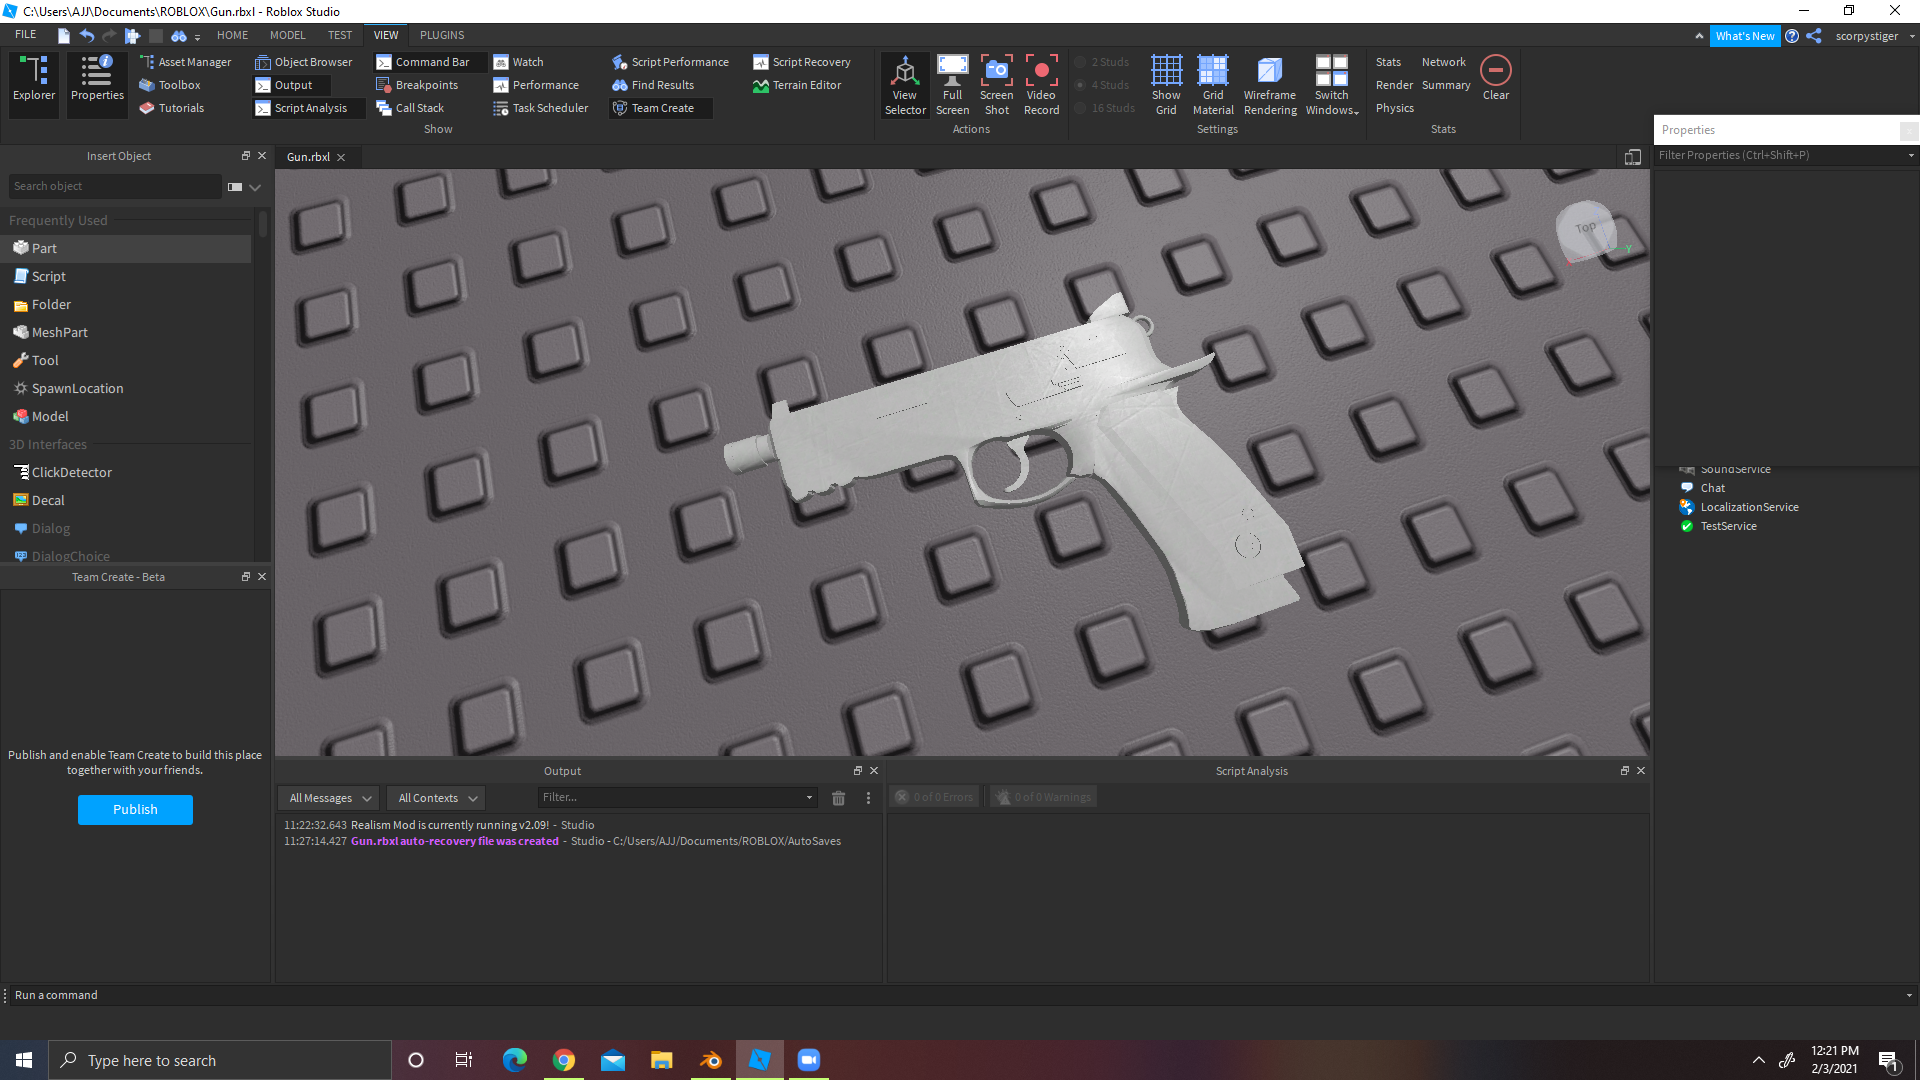 C:\Users\AJJ\Documents\ROBLOX\Gun.rbxl - Roblox Studio
FILE HOME MODEL TEST VIEW PLUGINS What's New scorpystiger
Explorer
Properties
Asset Manager
Toolbox
Tutorials
Object Browser
Output
Script Analysis
Command Bar
Breakpoints
Call Stack
Watch
Performance
Task Scheduler
Script Performance
Find Results
Team Create
Script Recovery
Terrain Editor
Show
View
Selector
Full
Screen
Screen
Shot
Video
Record
Actions
2 Studs
4 Studs
16 Studs
Show
Grid
Grid
Material
Wireframe
Rendering
Switch
Windows
Settings
Stats Network
Render Summary
Physics
Clear
Stats
Insert Object
Search object
Frequently Used
Part
Script
Folder
MeshPart
Tool
SpawnLocation
Model
3D Interfaces
ClickDetector
Decal
Dialog
DialogChoice
Team Create - Beta
Publish and enable Team Create to build this place
together with your friends.
Publish
Gun.rbxl
Top
Y
Properties
Filter Properties (Ctrl+Shift+P)
SoundService
Chat
LocalizationService
TestService
Output
All Messages All Contexts Filter...
11:22:32.643 Realism Mod is currently running v2.09! - Studio
11:27:14.427 Gun.rbxl auto-recovery file was created - Studio - C:/Users/AJJ/Documents/ROBLOX/AutoSaves
Script Analysis
0 of 0 Errors 0 of 0 Warnings
Run a command
Type here to search
12:21 PM
2/3/2021
1